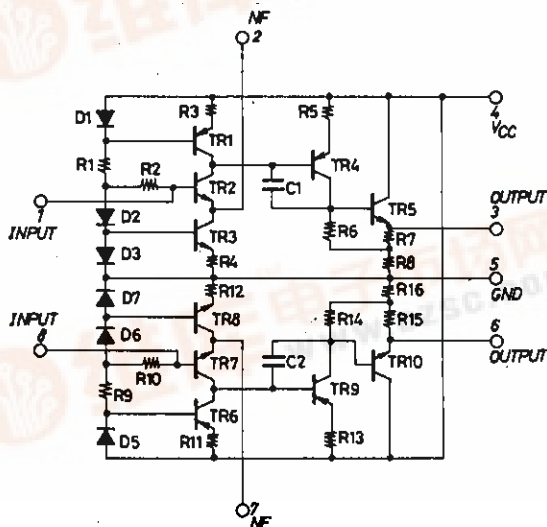 NF
2
D1
R3
R5
4
VCC
TR1
R1
R2
TR4
TR2
C1
TR5
OUTPUT
3
1
INPUT
D2
TR3
R6
R7
D3
R4
R8
5
GND
D7
R12
R16
INPUT
8
TR8
R14
R15
D6
6
OUTPUT
R10
TR7
C2
TR10
R9
TR9
D5
TR6
R11
R13
7
NF